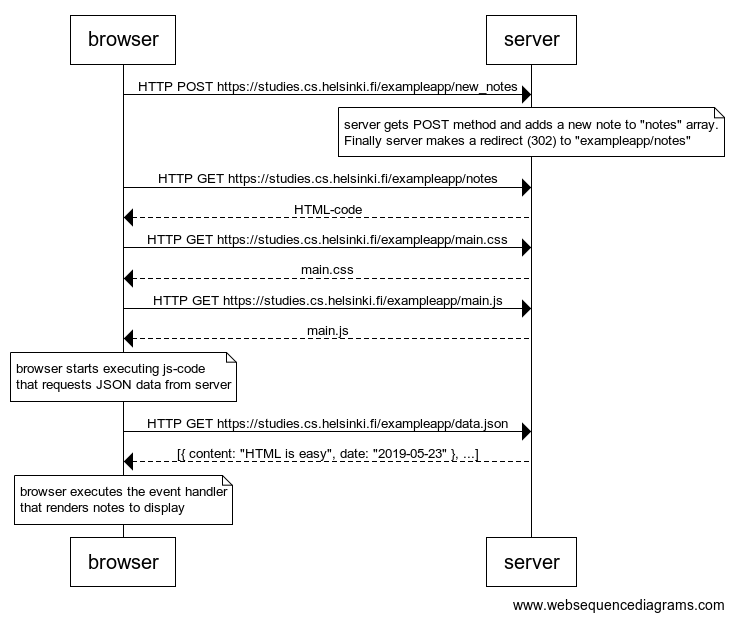 browser
server
HTTP POST https://studies.cs.helsinki.fi/exampleapp/new_notes
server gets POST method and adds a new note to "notes" array.
Finally server makes a redirect (302) to "exampleapp/notes"
HTTP GET https://studies.cs.helsinki.fi/exampleapp/notes
HTML-code
HTTP GET https://studies.cs.helsinki.fi/exampleapp/main.css
main.css
HTTP GET https://studies.cs.helsinki.fi/exampleapp/main.js
main.js
browser starts executing js-code
that requests JSON data from server
HTTP GET https://studies.cs.helsinki.fi/exampleapp/data.json
[{ content: "HTML is easy", date: "2019-05-23" }, ...]
browser executes the event handler
that renders notes to display
browser
server
www.websequencediagrams.com